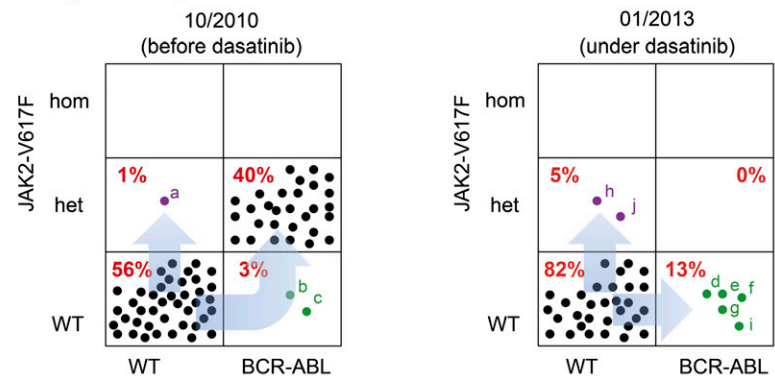 10/2010
(before dasatinib)
JAK2-V617F
hom
het
WT
1%
40%
a
56%
3%
b
c
WT
BCR-ABL
01/2013
(under dasatinib)
JAK2-V617F
hom
het
WT
5%
0%
h
j
82%
13%
d
e
f
g
i
WT
BCR-ABL